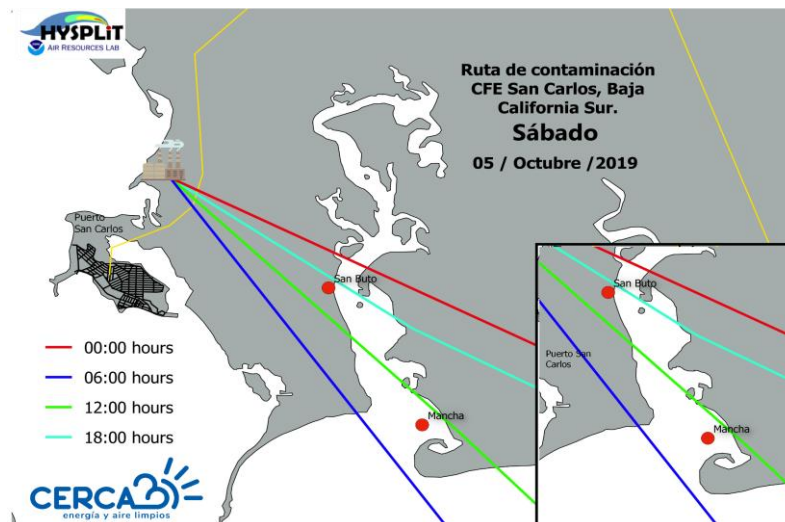 HYSPLIT
AIR RESOURCES LAB
Ruta de contaminación
CFE San Carlos, Baja
California Sur.
Sábado
05 / Octubre /2019
Puerto
San Carlos
San Buto
Mancha
00:00 hours
06:00 hours
12:00 hours
18:00 hours
San Buto
Puerto San
Carlos
Mancha
CERCA
energía y aire limpios